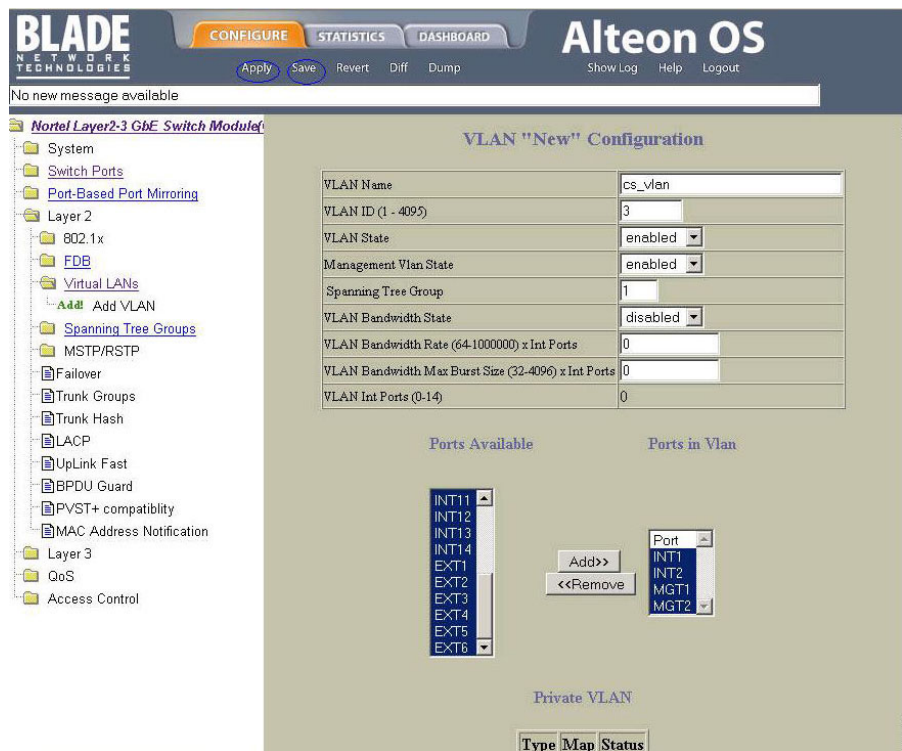 BLADE
NETWORK
TECHNOLOGIES
CONFIGURE
STATISTICS
DASHBOARD
Alteon OS
Apply
Save
Revert
Diff
Dump
Show Log
Help
Logout
No new message available
Nortel Layer2-3 GbE Switch Module(
System
Switch Ports
Port-Based Port Mirroring
Layer 2
802.1x
FDB
Virtual LANs
Add! Add VLAN
Spanning Tree Groups
MSTP/RSTP
Failover
Trunk Groups
Trunk Hash
LACP
UpLink Fast
BPDU Guard
PVST+ compatiblity
MAC Address Notification
Layer 3
QoS
Access Control
VLAN "New" Configuration
VLAN Name cs_vlan
VLAN ID (1 - 4095) 3
VLAN State enabled
Management Vlan State enabled
Spanning Tree Group 1
VLAN Bandwidth State disabled
VLAN Bandwidth Rate (64-1000000) x Int Ports 0
VLAN Bandwidth Max Burst Size (32-4096) x Int Ports 0
VLAN Int Ports (0-14) 0
Ports Available
INT11
INT12
INT13
INT14
EXT1
EXT2
EXT3
EXT4
EXT5
EXT6
Add>>
<<Remove
Ports in Vlan
Port
INT1
INT2
MGT1
MGT2
Private VLAN
Type Map Status